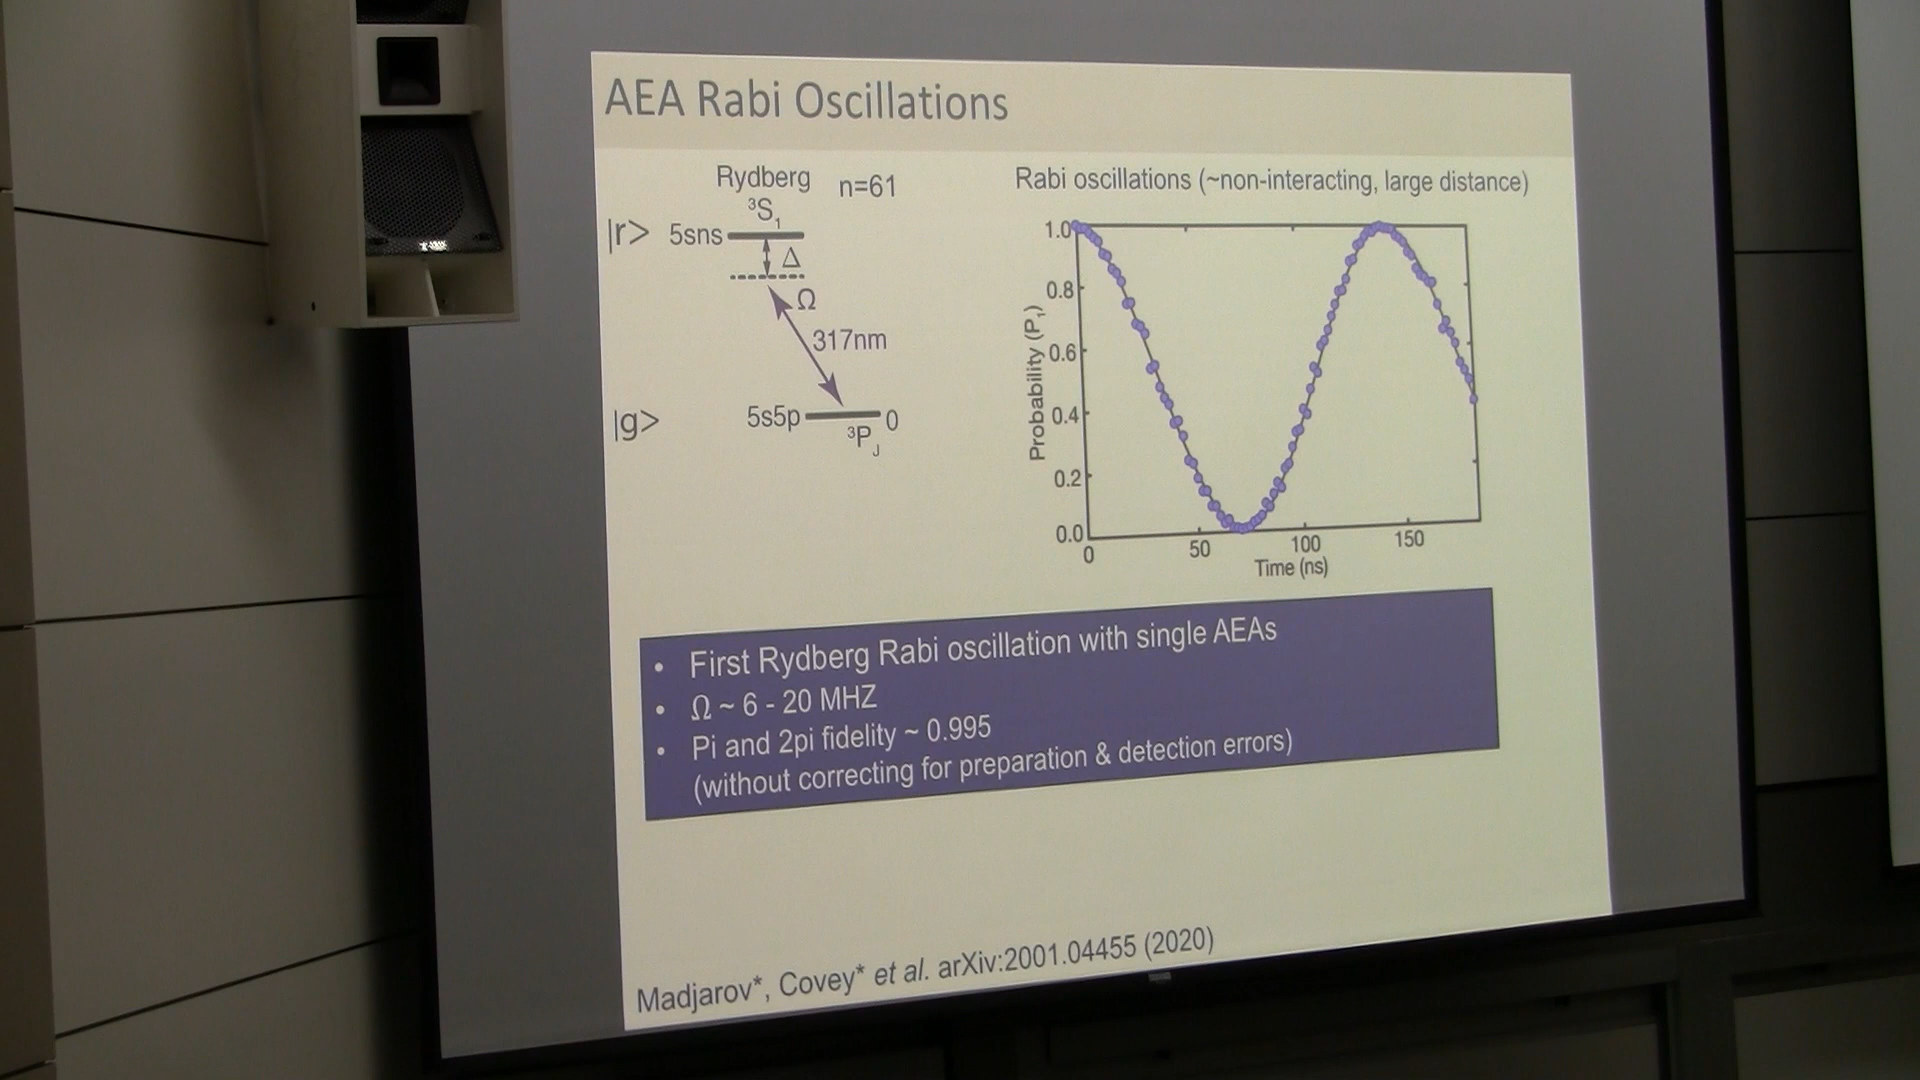 AEA Rabi Oscillations
Rydberg n=61
³S₁
|r> 5sns
Δ
Ω
317nm
|g> 5s5p 0
³P_J
Rabi oscillations (~non-interacting, large distance)
Probability (P₁)
1.0
0.8
0.6
0.4
0.2
0.0
0 50 100 150
Time (ns)
• First Rydberg Rabi oscillation with single AEAs
• Ω ~ 6 - 20 MHZ
• Pi and 2pi fidelity ~ 0.995
(without correcting for preparation & detection errors)
Madjarov*, Covey* et al. arXiv:2001.04455 (2020)